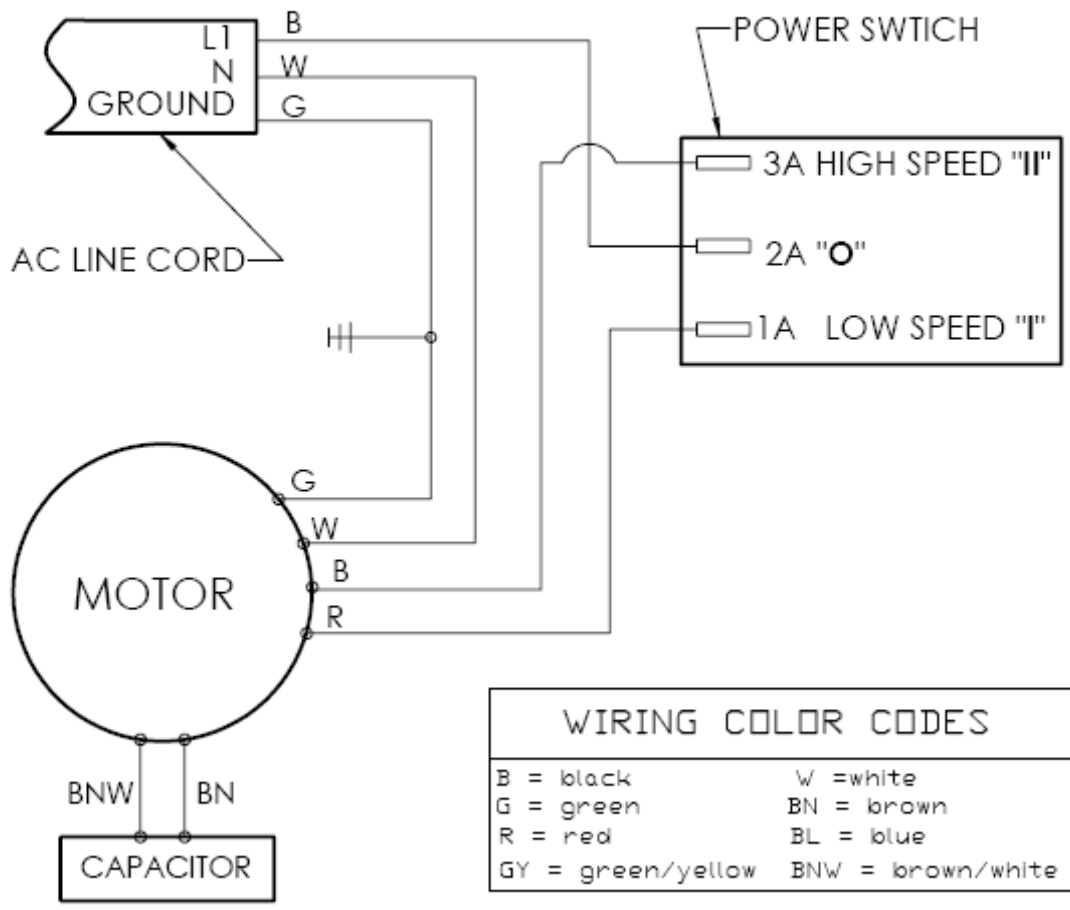 L1 B
N W
GROUND G
POWER SWTICH
3A HIGH SPEED "II"
2A "O"
1A LOW SPEED "I"
AC LINE CORD
G
W
B
R
MOTOR
BNW BN
CAPACITOR
WIRING COLOR CODES
B = black W =white
G = green BN = brown
R = red BL = blue
GY = green/yellow BNW = brown/white